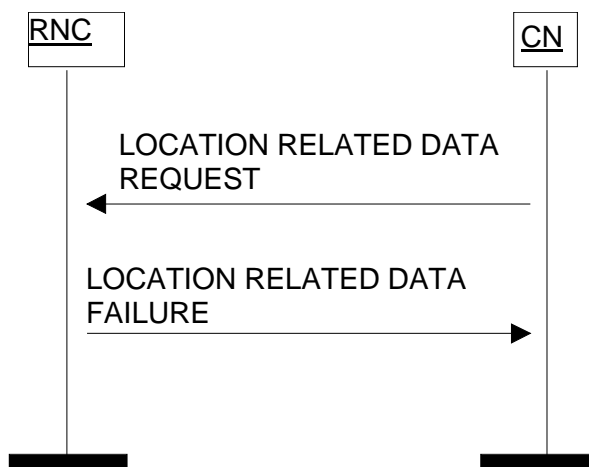 RNC
CN
LOCATION RELATED DATA
REQUEST
LOCATION RELATED DATA
FAILURE